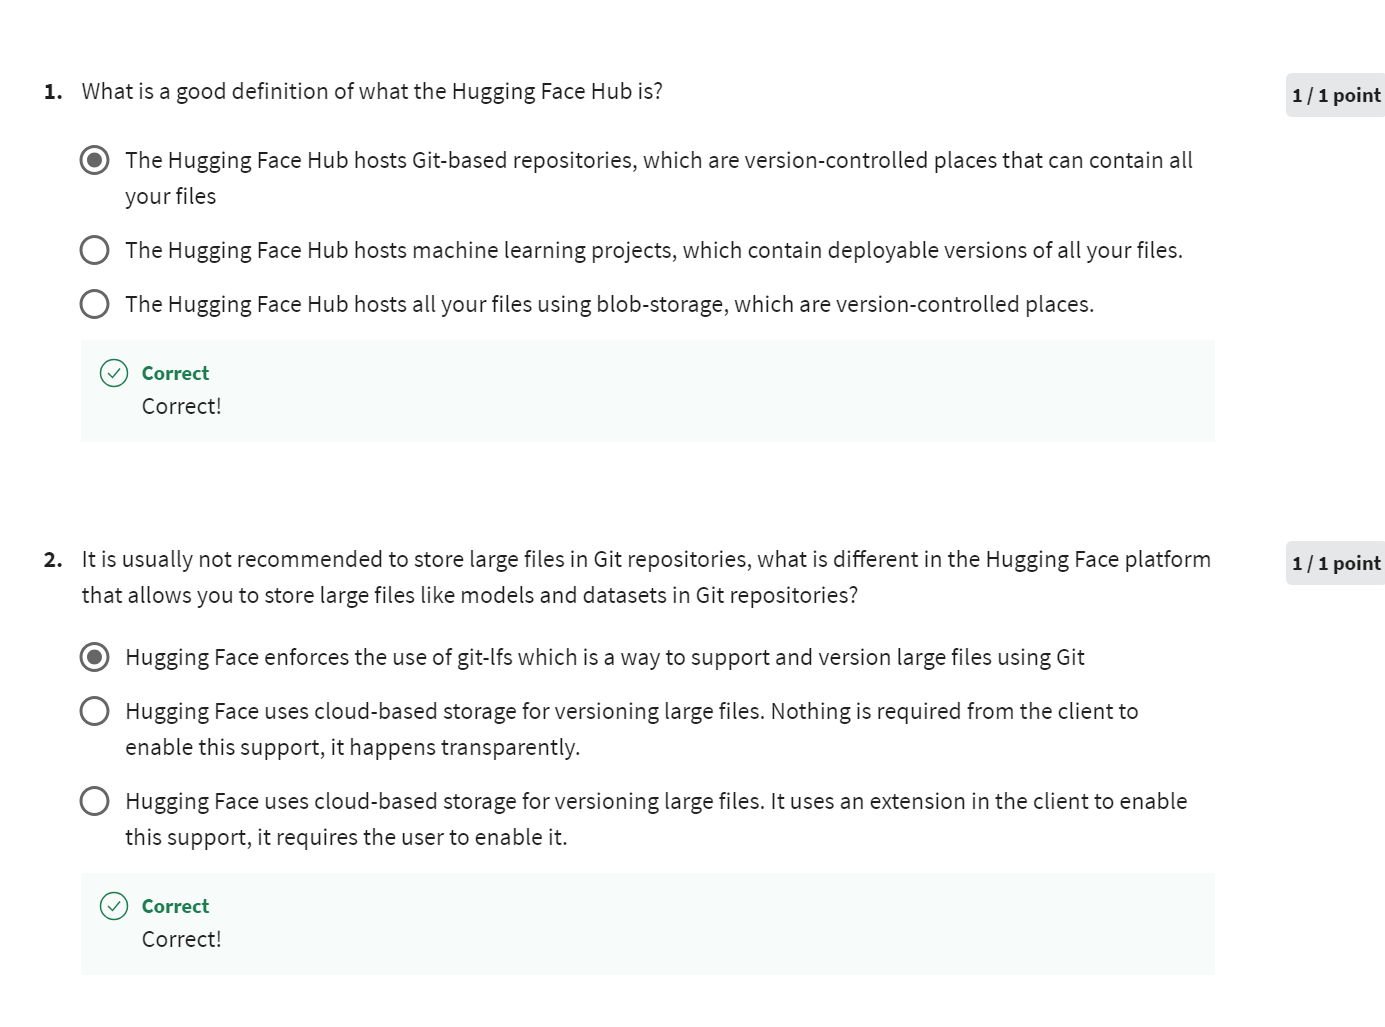 1. What is a good definition of what the Hugging Face Hub is?
1 / 1 point
The Hugging Face Hub hosts Git-based repositories, which are version-controlled places that can contain all
your files
The Hugging Face Hub hosts machine learning projects, which contain deployable versions of all your files.
The Hugging Face Hub hosts all your files using blob-storage, which are version-controlled places.
Correct
Correct!
2. It is usually not recommended to store large files in Git repositories, what is different in the Hugging Face platform
1 / 1 point
that allows you to store large files like models and datasets in Git repositories?
Hugging Face enforces the use of git-lfs which is a way to support and version large files using Git
Hugging Face uses cloud-based storage for versioning large files. Nothing is required from the client to
enable this support, it happens transparently.
Hugging Face uses cloud-based storage for versioning large files. It uses an extension in the client to enable
this support, it requires the user to enable it.
Correct
Correct!